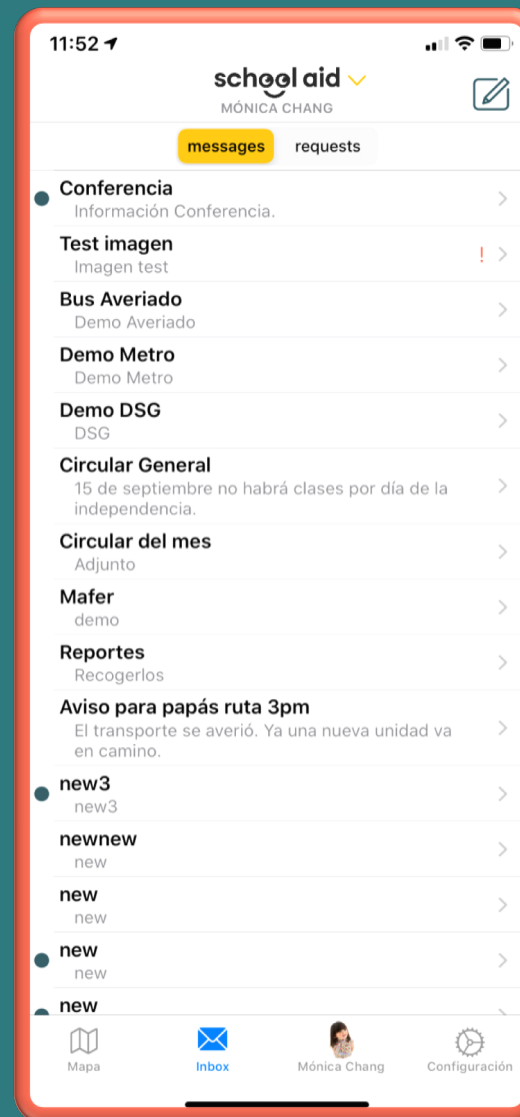 11:52
school aid
MÓNICA CHANG
messages requests
Conferencia
Información Conferencia.
Test imagen
!
Imagen test
Bus Averiado
Demo Averiado
Demo Metro
Demo Metro
Demo DSG
DSG
Circular General
15 de septiembre no habrá clases por día de la
independencia.
Circular del mes
Adjunto
Mafer
demo
Reportes
Recogerlos
Aviso para papás ruta 3pm
El transporte se averió. Ya una nueva unidad va
en camino.
new3
new3
newnew
new
new
new
new
new
new
Mapa Inbox Mónica Chang Configuración